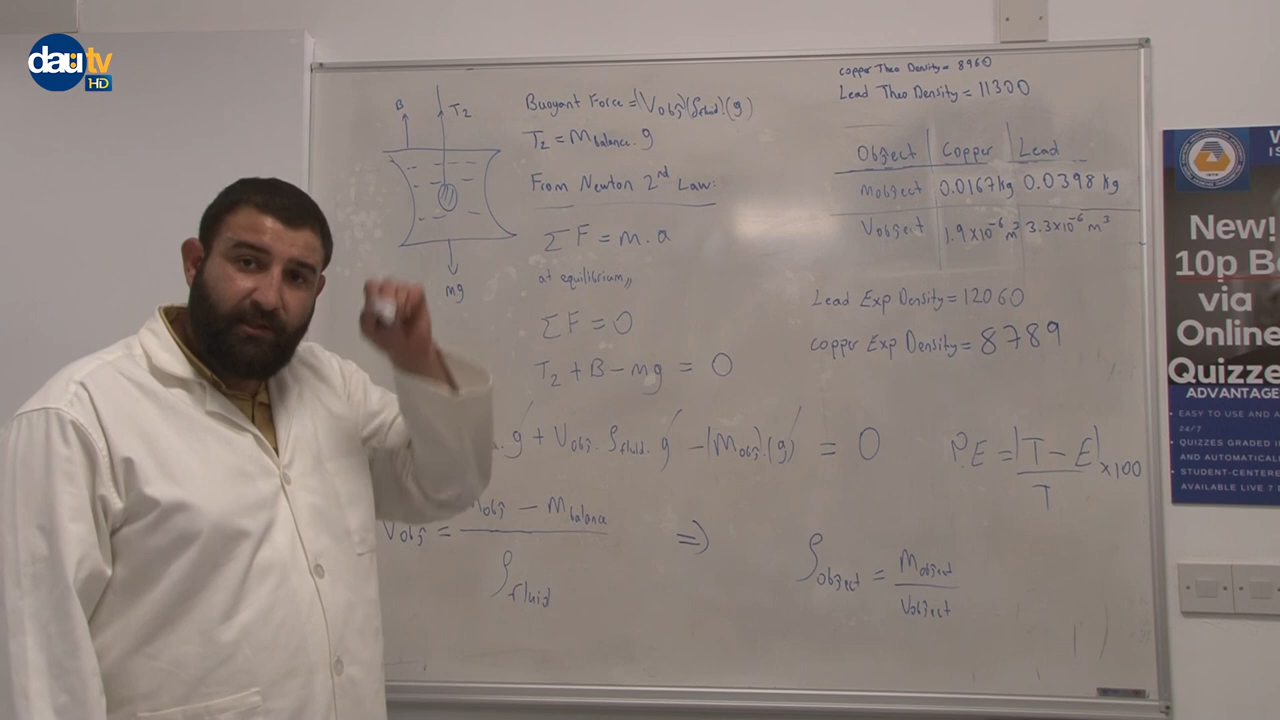 dau:tv
HD
B
T2
mg
Buoyant Force = (Vobj)(ρfluid).(g)
T2 = Mbalance . g
From Newton 2nd Law:
ΣF = m.a
at equilibrium,,
ΣF = 0
T2 + B - mg = 0
.g + Vobj. ρfluid. g - (Mobj).(g) = 0
Vobj = Mobj - Mbalance
ρfluid
=>
copper Theo Density = 8960
Lead Theo Density = 11300
Object Copper Lead
Mobject 0.0167kg 0.0398 kg
Vobject 1.9x10^-6 m^3 3.3x10^-6 m^3
Lead Exp Density = 12060
copper Exp Density = 8789
P.E = |T - E| x100
T
ρobject = Mobject
Vobject
New!
10p B
via
Online
Quizze
ADVANTAGE
• EASY TO USE AND A
24/7
• QUIZZES GRADED I
AND AUTOMATICAL
• STUDENT-CENTERE
AVAILABLE LIVE 7